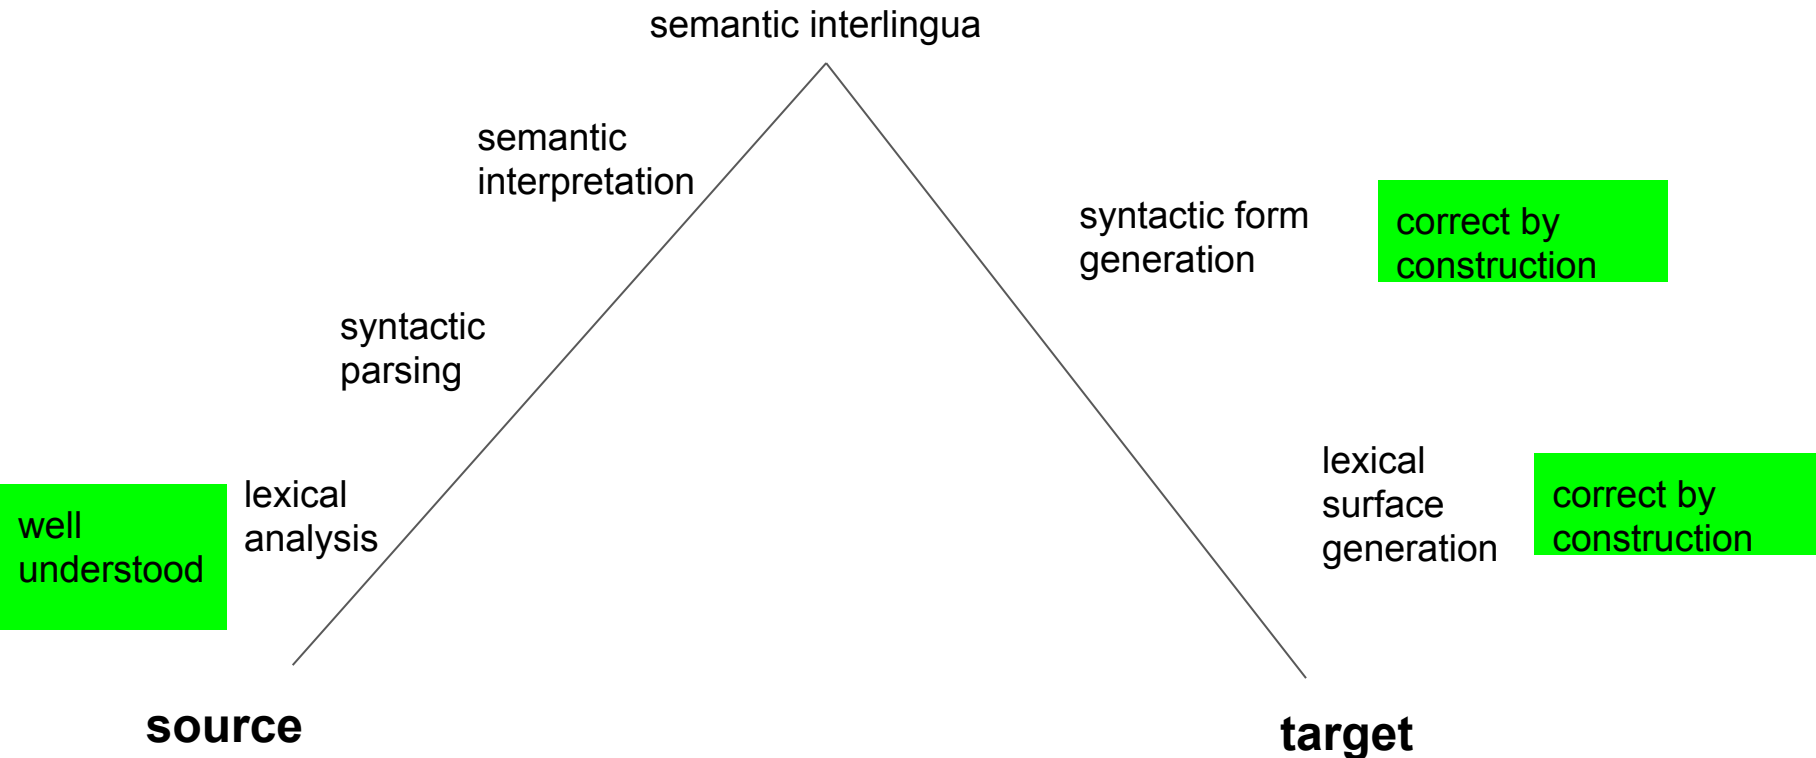 semantic interlingua
semantic
interpretation
syntactic form
generation
correct by
construction
syntactic
parsing
lexical
analysis
well
understood
lexical
surface
generation
correct by
construction
source
target